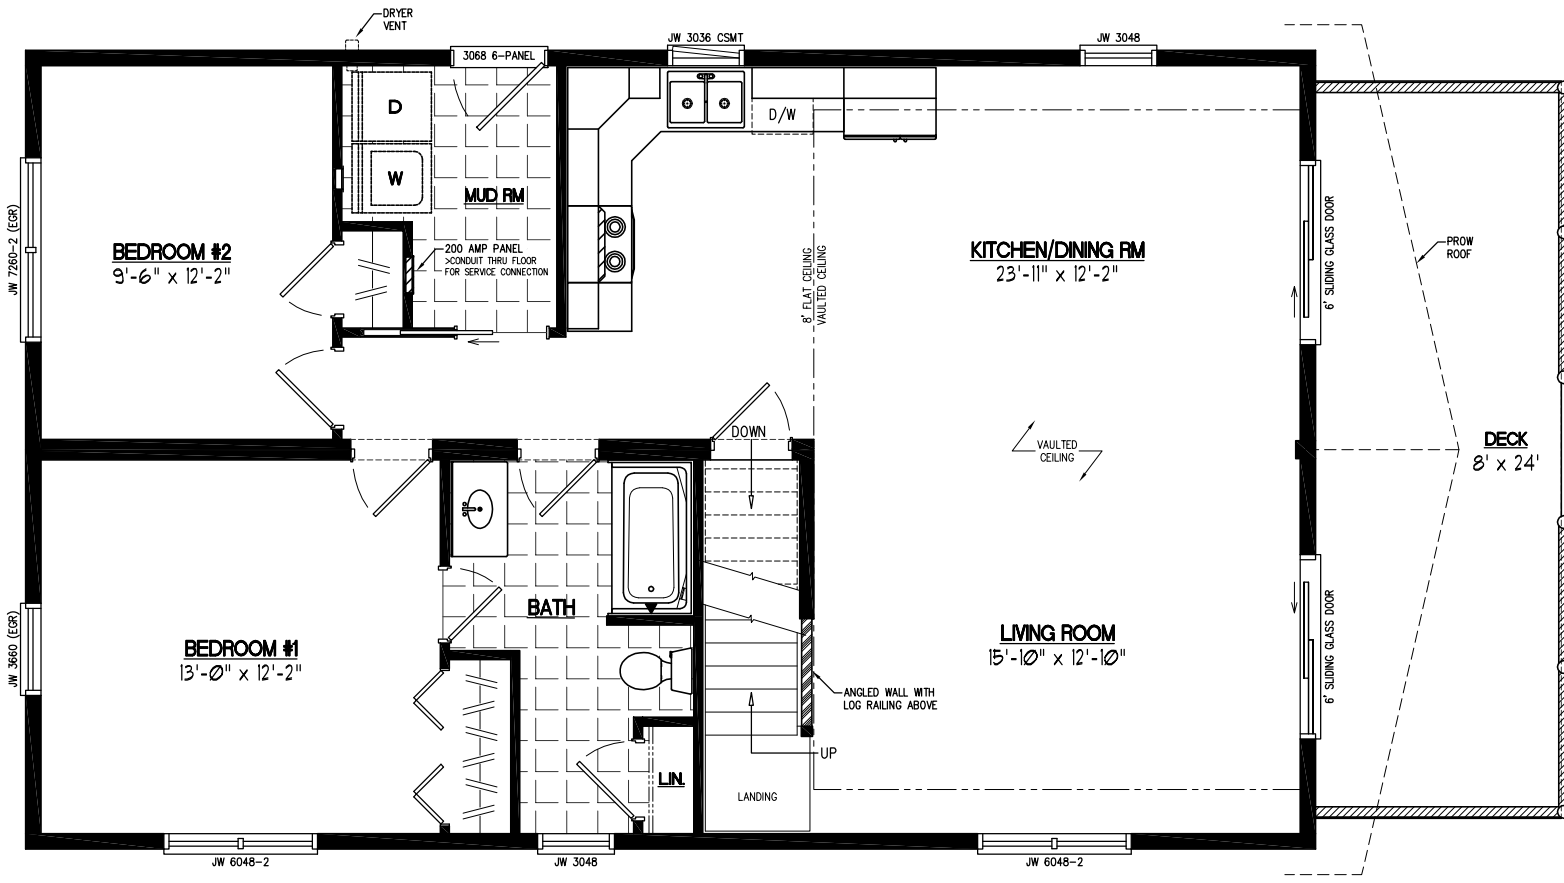 DRYER
VENT
3068 6-PANEL
JW 3036 CSMT
JW 3048
D
W
MUD RM
D/W
200 AMP PANEL
>CONDUIT THRU FLOOR
FOR SERVICE CONNECTION
JW 7260-2 (EGR)
BEDROOM #2
9'-6" x 12'-2"
8' FLAT CEILING
VAULTED CEILING
KITCHEN/DINING RM
23'-11" x 12'-2"
6' SLIDING GLASS DOOR
PROW
ROOF
DOWN
VAULTED
CEILING
DECK
8' x 24'
JW 3660 (EGR)
BEDROOM #1
13'-0" x 12'-2"
BATH
LIVING ROOM
15'-10" x 12'-10"
6' SLIDING GLASS DOOR
ANGLED WALL WITH
LOG RAILING ABOVE
UP
LIN.
LANDING
JW 6048-2
JW 3048
JW 6048-2